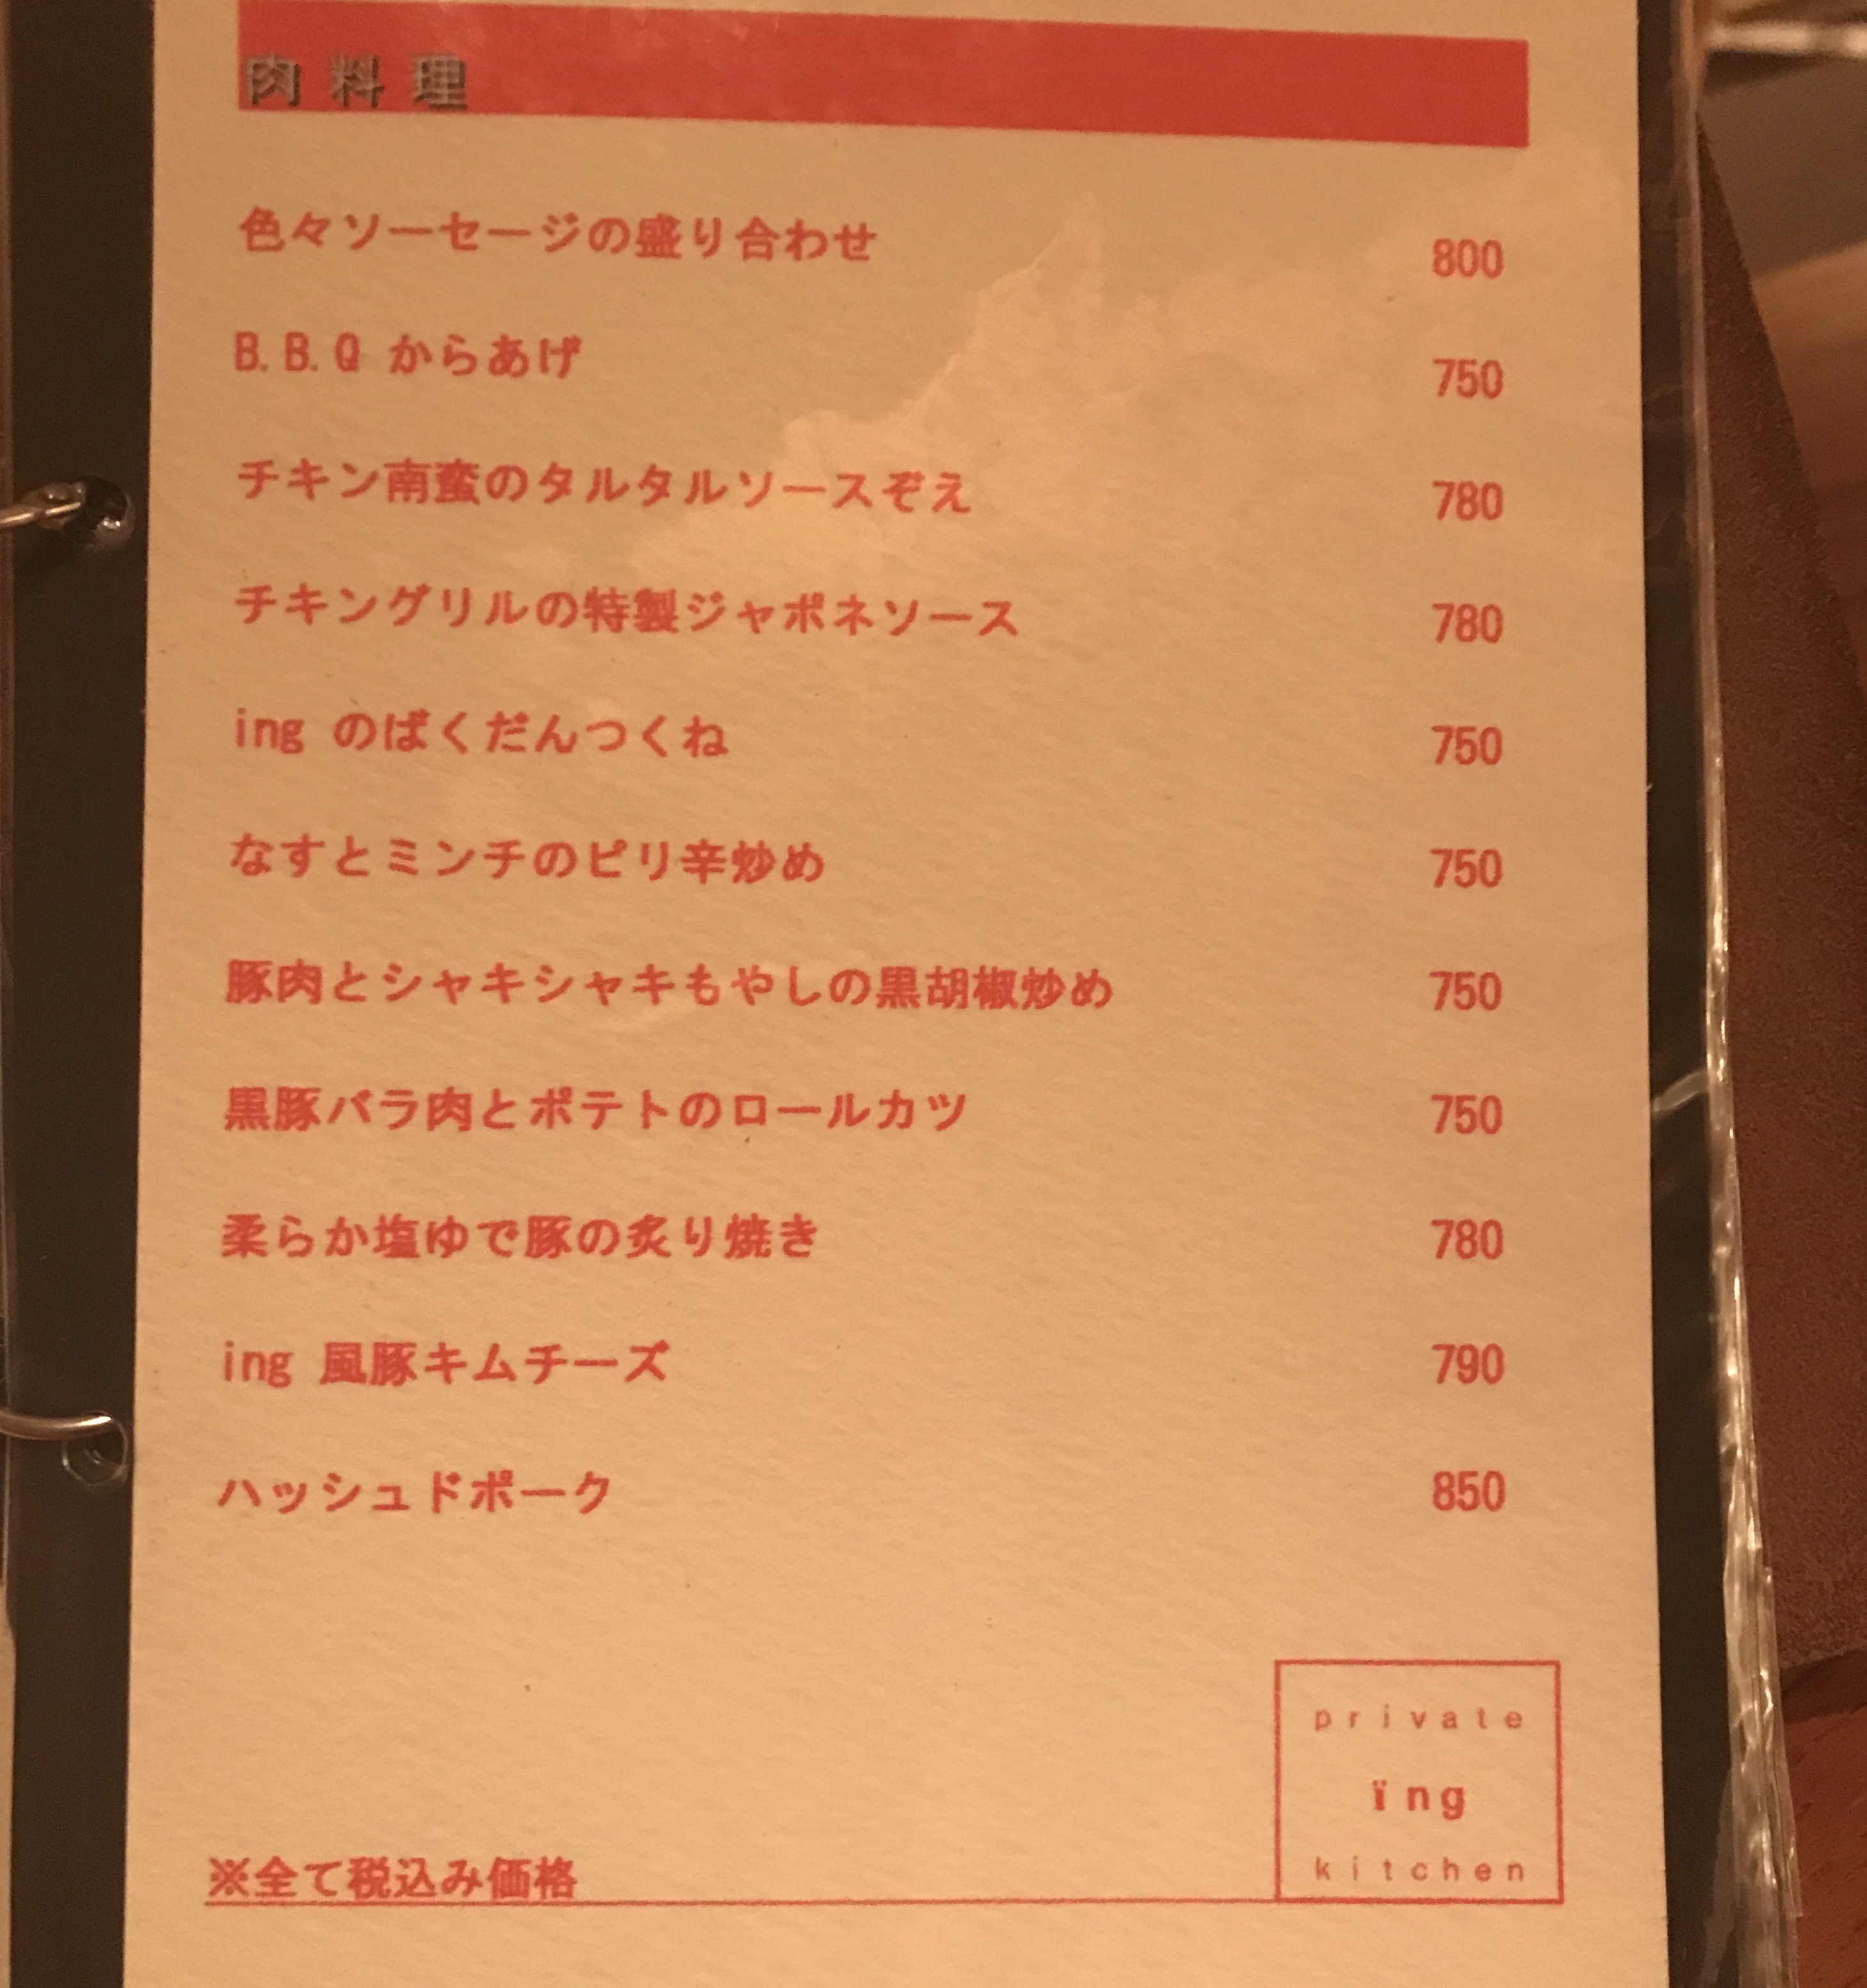 肉料理
色々ソーセージの盛り合わせ 800
B.B.Q からあげ 750
チキン南蛮のタルタルソースぞえ 780
チキングリルの特製ジャポネソース 780
ing のばくだんつくね 750
なすとミンチのピリ辛炒め 750
豚肉とシャキシャキもやしの黒胡椒炒め 750
黒豚バラ肉とポテトのロールカツ 750
柔らか塩ゆで豚の炙り焼き 780
ing 風豚キムチーズ 790
ハッシュドポーク 850
private
ïng
kitchen
※全て税込み価格